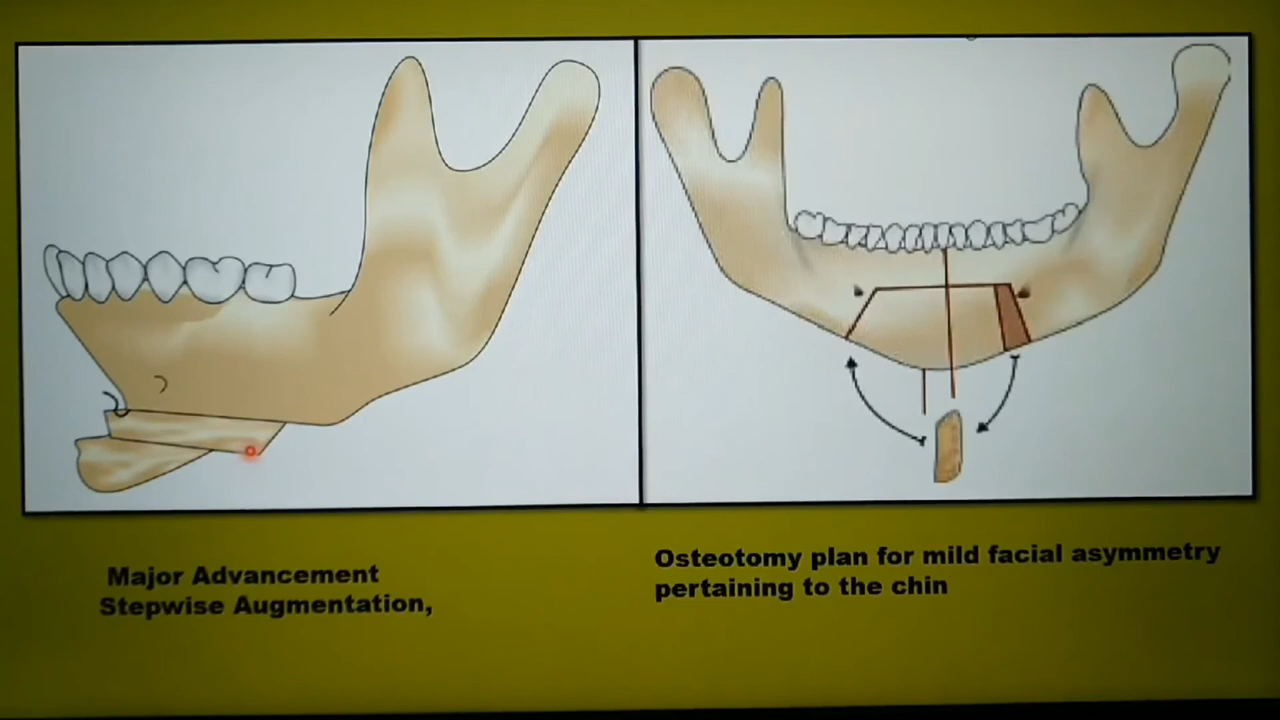 Major Advancement
Stepwise Augmentation,
Osteotomy plan for mild facial asymmetry
pertaining to the chin